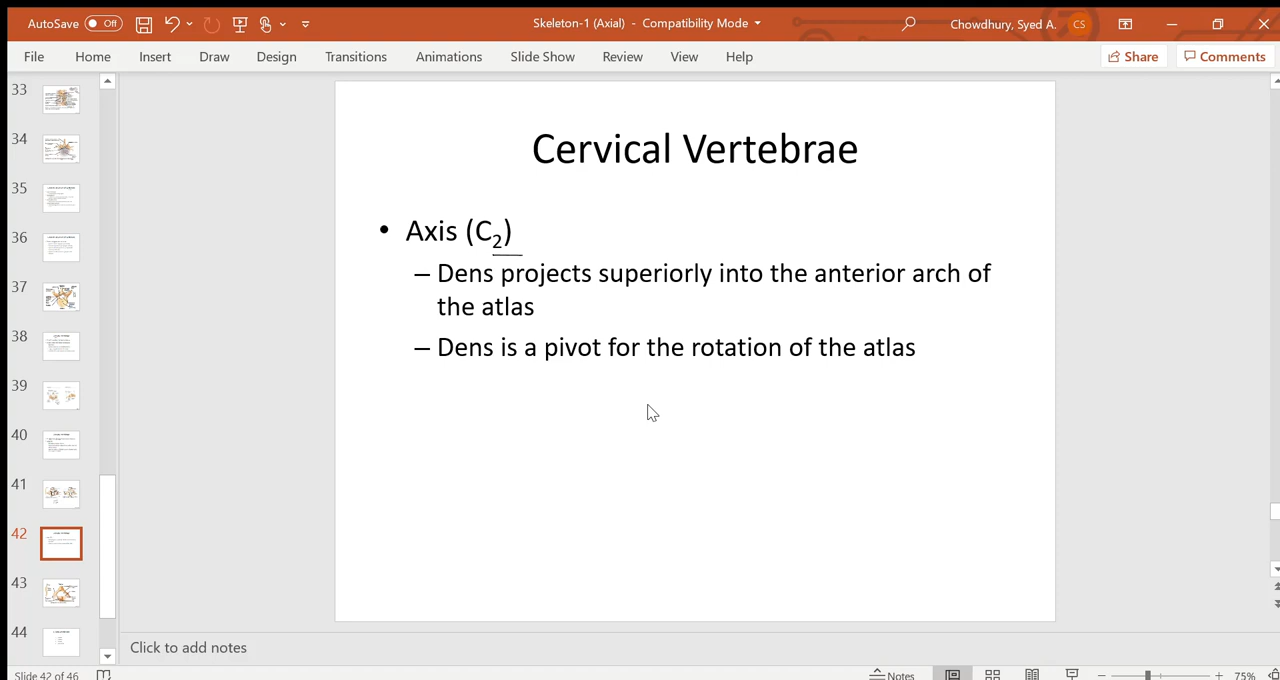 AutoSave Off Skeleton-1 (Axial) - Compatibility Mode Chowdhury, Syed A. CS
File Home Insert Draw Design Transitions Animations Slide Show Review View Help Share Comments
33
34
35
36
37
38
39
40
41
42
43
44
Cervical Vertebrae
• Axis (C2)
– Dens projects superiorly into the anterior arch of
the atlas
– Dens is a pivot for the rotation of the atlas
Click to add notes
Slide 42 of 46 Notes 75%